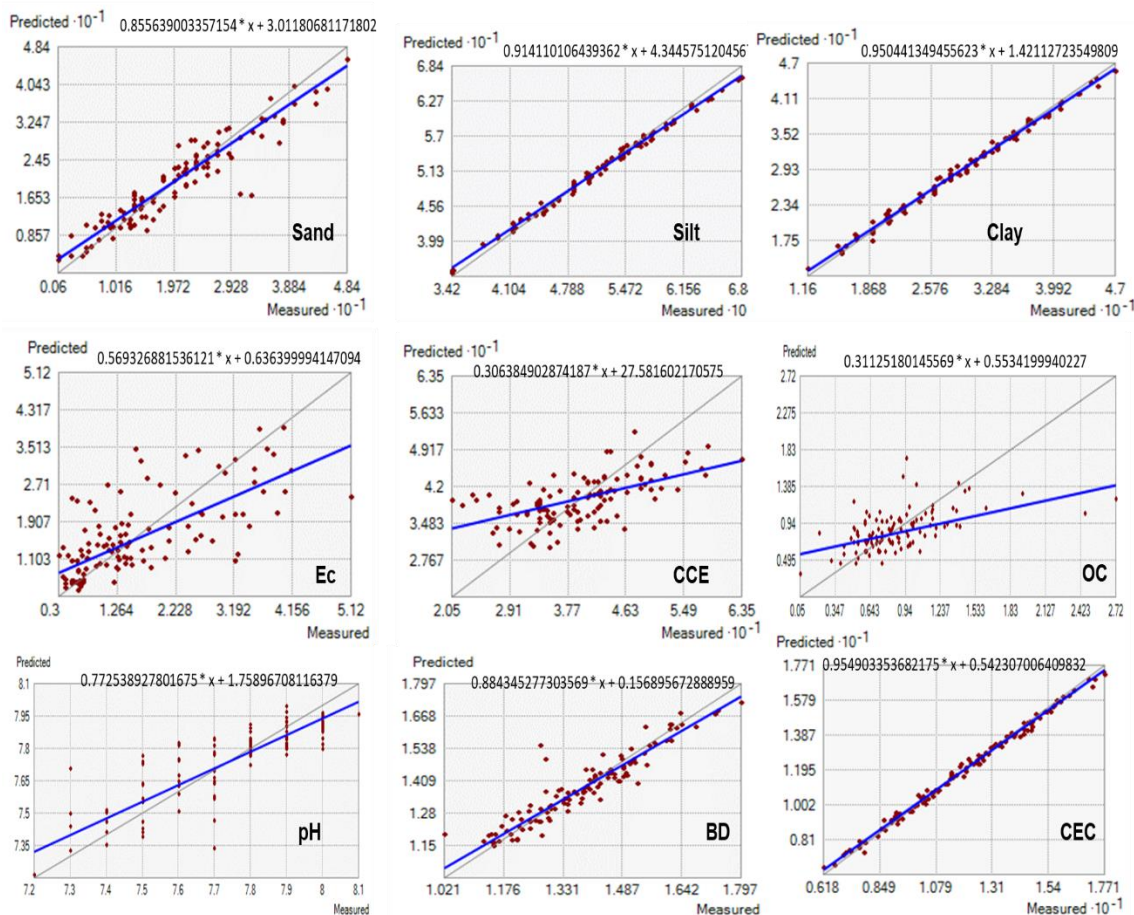 Predicted ·10⁻¹
0.855639003357154 * x + 3.01180681171802
4.84
4.043
3.247
2.45
1.653
0.857
Sand
0.06 1.016 1.972 2.928 3.884 4.84
Measured ·10⁻¹
Predicted ·10⁻¹
0.914110106439362 * x + 4.34457512045
6.84
6.27
5.7
5.13
4.56
3.99
Silt
3.42 4.104 4.788 5.472 6.156 6.8
Measured ·10
Predicted ·10⁻¹
0.950441349455623 * x + 1.42112723549809
4.7
4.11
3.52
2.93
2.34
1.75
Clay
1.16 1.868 2.576 3.284 3.992 4.7
Measured ·10⁻¹
Predicted
0.569326881536121 * x + 0.636399994147094
5.12
4.317
3.513
2.71
1.907
1.103
Ec
0.3 1.264 2.228 3.192 4.156 5.12
Measured
Predicted ·10⁻¹
0.306384902874187 * x + 27.581602170575
6.35
5.633
4.917
4.2
3.483
2.767
CCE
2.05 2.91 3.77 4.63 5.49 6.35
Measured ·10⁻¹
Predicted
0.31125180145569 * x + 0.5534199940227
2.72
2.275
1.83
1.385
0.94
0.495
OC
0.05 0.347 0.643 0.94 1.237 1.533 1.83 2.127 2.423 2.72
Measured
Predicted
0.772538927801675 * x + 1.75896708116379
8.1
7.95
7.8
7.65
7.5
7.35
pH
7.2 7.3 7.4 7.5 7.6 7.7 7.8 7.9 8 8.1
Measured
Predicted
0.884345277303569 * x + 0.156895672888959
1.797
1.668
1.538
1.409
1.28
1.15
BD
1.021 1.176 1.331 1.487 1.642 1.797
Measured
Predicted ·10⁻¹
0.954903353682175 * x + 0.542307006409832
1.771
1.579
1.387
1.195
1.002
0.81
CEC
0.618 0.849 1.079 1.31 1.54 1.771
Measured ·10⁻¹